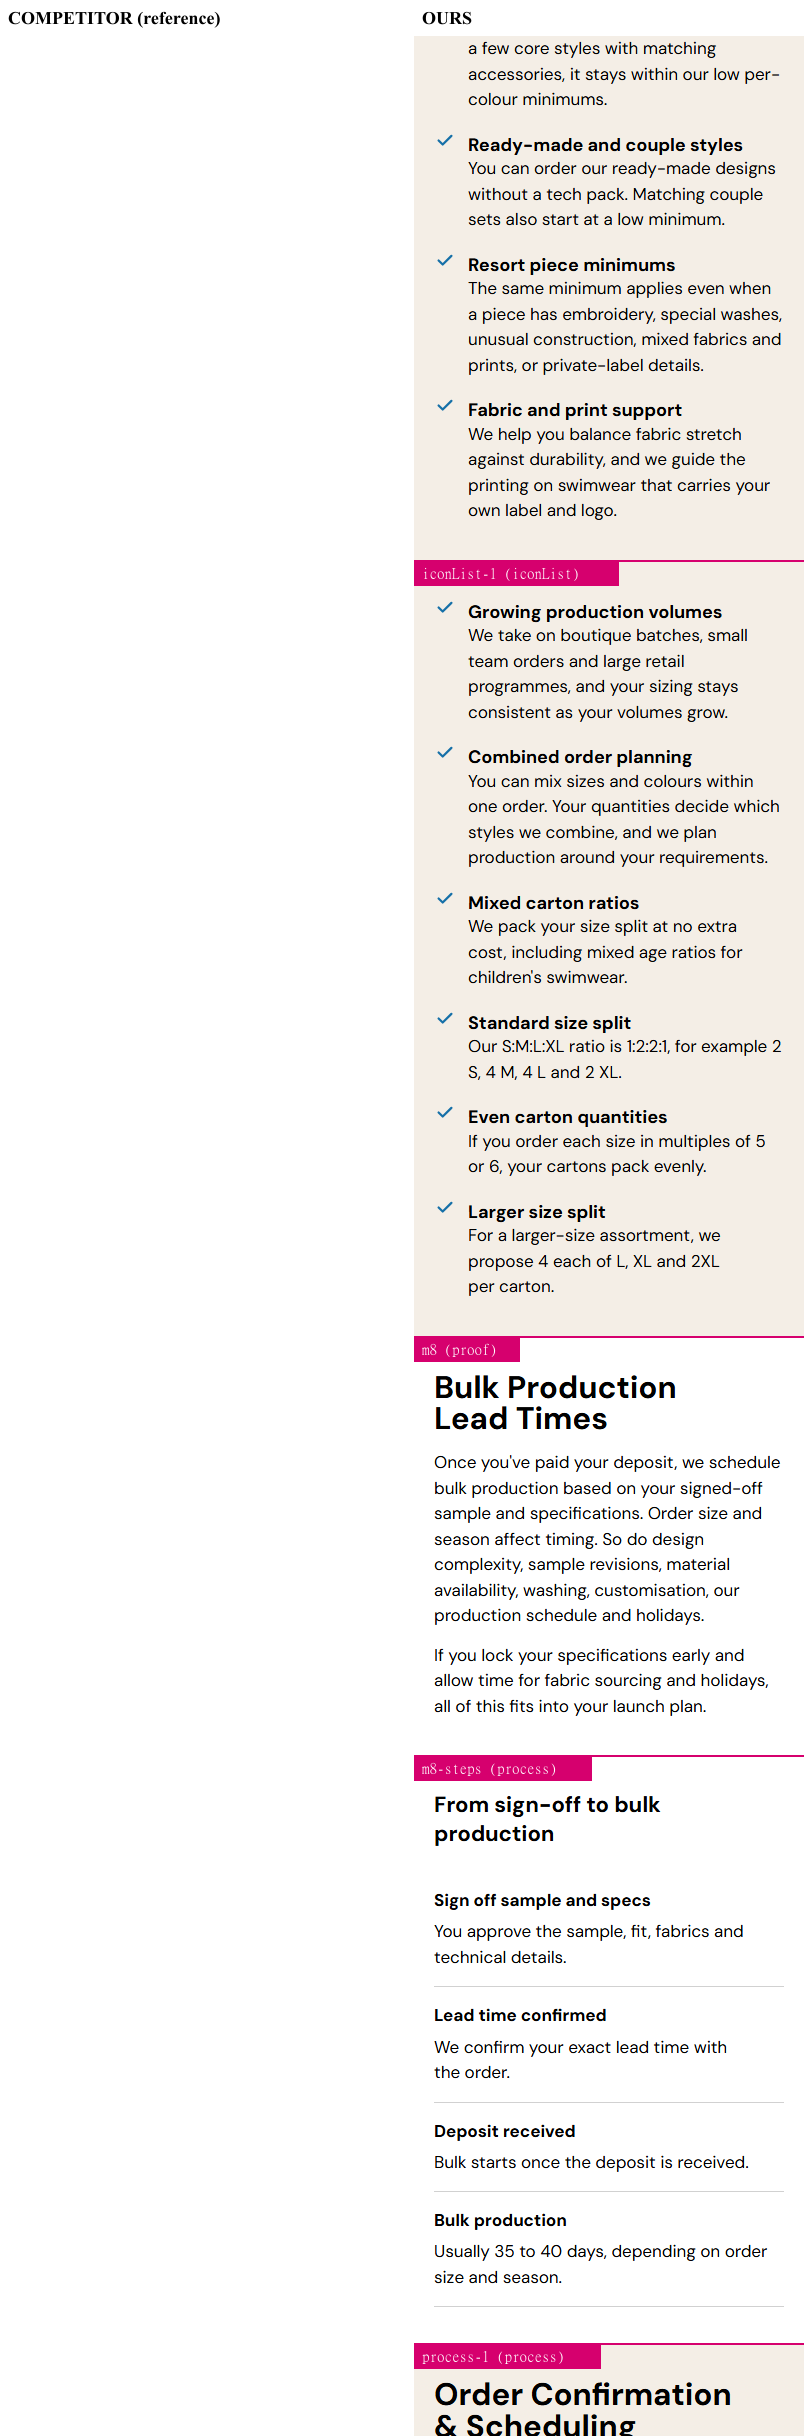 COMPETITOR (reference)
OURS
a few core styles with matching
accessories, it stays within our low per-
colour minimums.
Ready-made and couple styles
You can order our ready-made designs
without a tech pack. Matching couple
sets also start at a low minimum.
Resort piece minimums
The same minimum applies even when
a piece has embroidery, special washes,
unusual construction, mixed fabrics and
prints, or private-label details.
Fabric and print support
We help you balance fabric stretch
against durability, and we guide the
printing on swimwear that carries your
own label and logo.
iconList-1 (iconList)
Growing production volumes
We take on boutique batches, small
team orders and large retail
programmes, and your sizing stays
consistent as your volumes grow.
Combined order planning
You can mix sizes and colours within
one order. Your quantities decide which
styles we combine, and we plan
production around your requirements.
Mixed carton ratios
We pack your size split at no extra
cost, including mixed age ratios for
children's swimwear.
Standard size split
Our S:M:L:XL ratio is 1:2:2:1, for example 2
S, 4 M, 4 L and 2 XL.
Even carton quantities
If you order each size in multiples of 5
or 6, your cartons pack evenly.
Larger size split
For a larger-size assortment, we
propose 4 each of L, XL and 2XL
per carton.
m8 (proof)
Bulk Production
Lead Times
Once you've paid your deposit, we schedule
bulk production based on your signed-off
sample and specifications. Order size and
season affect timing. So do design
complexity, sample revisions, material
availability, washing, customisation, our
production schedule and holidays.
If you lock your specifications early and
allow time for fabric sourcing and holidays,
all of this fits into your launch plan.
m8-steps (process)
From sign-off to bulk
production
Sign off sample and specs
You approve the sample, fit, fabrics and
technical details.
Lead time confirmed
We confirm your exact lead time with
the order.
Deposit received
Bulk starts once the deposit is received.
Bulk production
Usually 35 to 40 days, depending on order
size and season.
process-1 (process)
Order Confirmation
& Scheduling